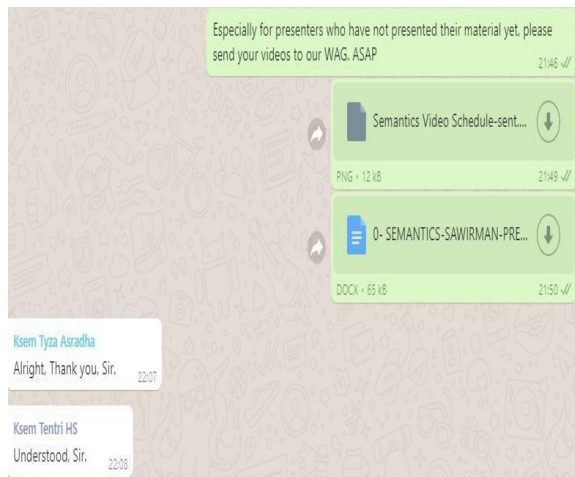 Especially for presenters who have not presented their material yet, please
send your videos to our WAG. ASAP
21:46
Semantics Video Schedule-sent....
PNG • 12 kB
21:49
0- SEMANTICS-SAWIRMAN-PRE...
DOCX • 65 kB
21:50
Ksem Tyza Asradha
Alright, Thank you, Sir.
22:07
Ksem Tentri HS
Understood, Sir.
22:08